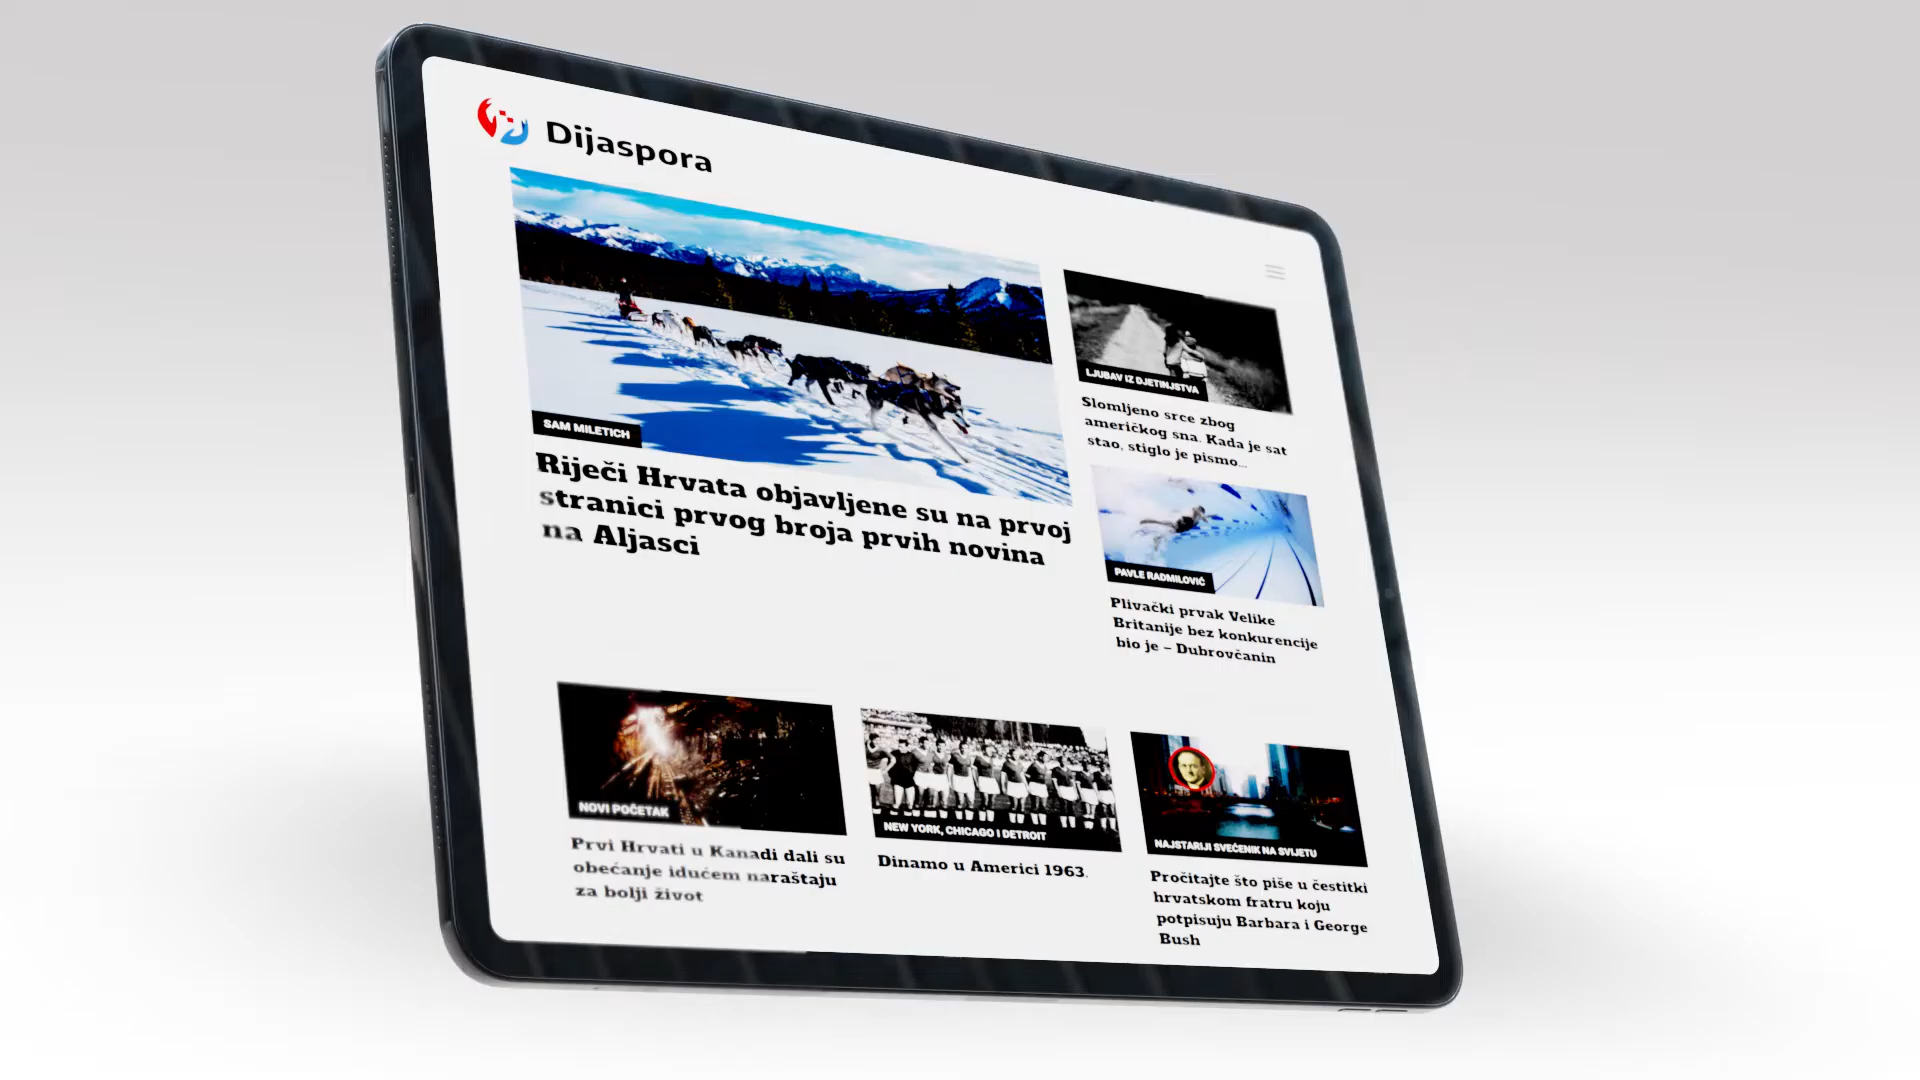 Dijaspora
SAM MILETICH
Riječi Hrvata objavljene su na prvoj
stranici prvog broja prvih novina
na Aljasci
LJUBAV IZ DJETINJSTVA
Slomljeno srce zbog
američkog sna. Kada je sat
stao, stiglo je pismo...
PAVLE RADMILOVIĆ
Plivački prvak Velike
Britanije bez konkurencije
bio je – Dubrovčanin
NOVI POČETAK
Prvi Hrvati u Kanadi dali su
obećanje idućem naraštaju
za bolji život
NEW YORK, CHICAGO I DETROIT
Dinamo u Americi 1963.
NAJSTARIJI SVEĆENIK NA SVIJETU
Pročitajte što piše u čestitki
hrvatskom fratru koju
potpisuju Barbara i George
Bush